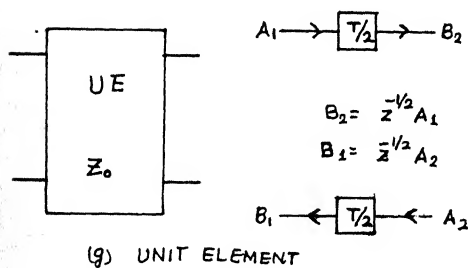 UE
Z₀
A₁ T/2 B₂
B₂ = z^{-1/2} A₁
B₁ = z^{-1/2} A₂
B₁ T/2 A₂
(g) UNIT ELEMENT